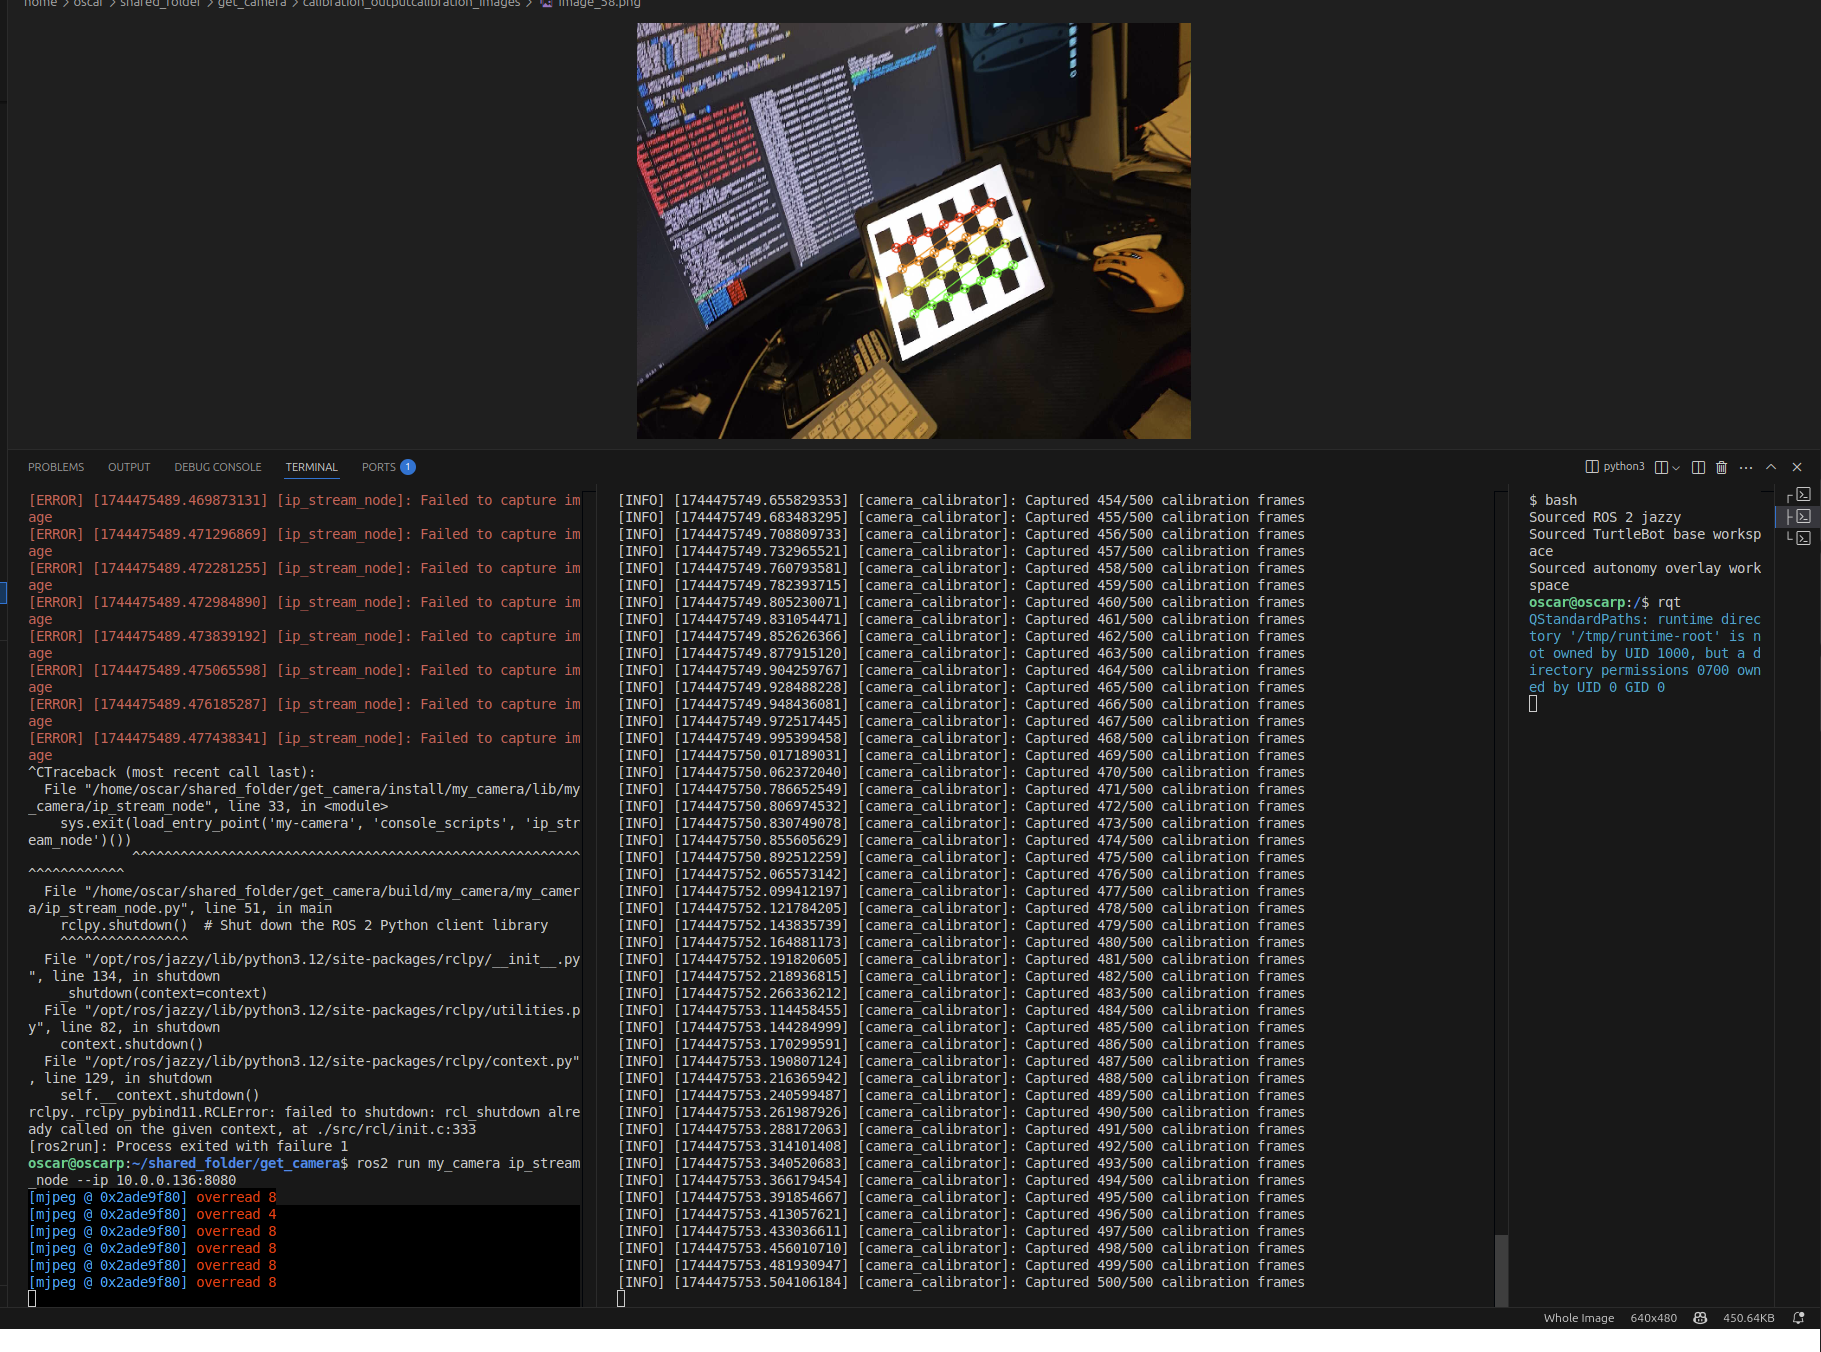 home > oscar > shared_folder > get_camera > calibration_outputcalibration_images > image_58.png
PROBLEMS OUTPUT DEBUG CONSOLE TERMINAL PORTS 1
python3
[ERROR] [1744475489.469873131] [ip_stream_node]: Failed to capture im
age
[ERROR] [1744475489.471296869] [ip_stream_node]: Failed to capture im
age
[ERROR] [1744475489.472281255] [ip_stream_node]: Failed to capture im
age
[ERROR] [1744475489.472984890] [ip_stream_node]: Failed to capture im
age
[ERROR] [1744475489.473839192] [ip_stream_node]: Failed to capture im
age
[ERROR] [1744475489.475065598] [ip_stream_node]: Failed to capture im
age
[ERROR] [1744475489.476185287] [ip_stream_node]: Failed to capture im
age
[ERROR] [1744475489.477438341] [ip_stream_node]: Failed to capture im
age
^CTraceback (most recent call last):
  File "/home/oscar/shared_folder/get_camera/install/my_camera/lib/my
_camera/ip_stream_node", line 33, in <module>
    sys.exit(load_entry_point('my-camera', 'console_scripts', 'ip_str
eam_node')())
             ^^^^^^^^^^^^^^^^^^^^^^^^^^^^^^^^^^^^^^^^^^^^^^^^^^^^^^^^
^^^^^^^^^^^^
  File "/home/oscar/shared_folder/get_camera/build/my_camera/my_camer
a/ip_stream_node.py", line 51, in main
    rclpy.shutdown()  # Shut down the ROS 2 Python client library
    ^^^^^^^^^^^^^^^^
  File "/opt/ros/jazzy/lib/python3.12/site-packages/rclpy/__init__.py
", line 134, in shutdown
    _shutdown(context=context)
  File "/opt/ros/jazzy/lib/python3.12/site-packages/rclpy/utilities.p
y", line 82, in shutdown
    context.shutdown()
  File "/opt/ros/jazzy/lib/python3.12/site-packages/rclpy/context.py"
, line 129, in shutdown
    self.__context.shutdown()
rclpy._rclpy_pybind11.RCLError: failed to shutdown: rcl_shutdown alre
ady called on the given context, at ./src/rcl/init.c:333
[ros2run]: Process exited with failure 1
oscar@oscarp:~/shared_folder/get_camera$ ros2 run my_camera ip_stream
_node --ip 10.0.0.136:8080
[mjpeg @ 0x2ade9f80] overread 8
[mjpeg @ 0x2ade9f80] overread 4
[mjpeg @ 0x2ade9f80] overread 8
[mjpeg @ 0x2ade9f80] overread 8
[mjpeg @ 0x2ade9f80] overread 8
[mjpeg @ 0x2ade9f80] overread 8
[INFO] [1744475749.655829353] [camera_calibrator]: Captured 454/500 calibration frames
[INFO] [1744475749.683483295] [camera_calibrator]: Captured 455/500 calibration frames
[INFO] [1744475749.708809733] [camera_calibrator]: Captured 456/500 calibration frames
[INFO] [1744475749.732965521] [camera_calibrator]: Captured 457/500 calibration frames
[INFO] [1744475749.760793581] [camera_calibrator]: Captured 458/500 calibration frames
[INFO] [1744475749.782393715] [camera_calibrator]: Captured 459/500 calibration frames
[INFO] [1744475749.805230071] [camera_calibrator]: Captured 460/500 calibration frames
[INFO] [1744475749.831054471] [camera_calibrator]: Captured 461/500 calibration frames
[INFO] [1744475749.852626366] [camera_calibrator]: Captured 462/500 calibration frames
[INFO] [1744475749.877915120] [camera_calibrator]: Captured 463/500 calibration frames
[INFO] [1744475749.904259767] [camera_calibrator]: Captured 464/500 calibration frames
[INFO] [1744475749.928488228] [camera_calibrator]: Captured 465/500 calibration frames
[INFO] [1744475749.948436081] [camera_calibrator]: Captured 466/500 calibration frames
[INFO] [1744475749.972517445] [camera_calibrator]: Captured 467/500 calibration frames
[INFO] [1744475749.995399458] [camera_calibrator]: Captured 468/500 calibration frames
[INFO] [1744475750.017189031] [camera_calibrator]: Captured 469/500 calibration frames
[INFO] [1744475750.062372040] [camera_calibrator]: Captured 470/500 calibration frames
[INFO] [1744475750.786652549] [camera_calibrator]: Captured 471/500 calibration frames
[INFO] [1744475750.806974532] [camera_calibrator]: Captured 472/500 calibration frames
[INFO] [1744475750.830749078] [camera_calibrator]: Captured 473/500 calibration frames
[INFO] [1744475750.855605629] [camera_calibrator]: Captured 474/500 calibration frames
[INFO] [1744475750.892512259] [camera_calibrator]: Captured 475/500 calibration frames
[INFO] [1744475752.065573142] [camera_calibrator]: Captured 476/500 calibration frames
[INFO] [1744475752.099412197] [camera_calibrator]: Captured 477/500 calibration frames
[INFO] [1744475752.121784205] [camera_calibrator]: Captured 478/500 calibration frames
[INFO] [1744475752.143835739] [camera_calibrator]: Captured 479/500 calibration frames
[INFO] [1744475752.164881173] [camera_calibrator]: Captured 480/500 calibration frames
[INFO] [1744475752.191820605] [camera_calibrator]: Captured 481/500 calibration frames
[INFO] [1744475752.218936815] [camera_calibrator]: Captured 482/500 calibration frames
[INFO] [1744475752.266336212] [camera_calibrator]: Captured 483/500 calibration frames
[INFO] [1744475753.114458455] [camera_calibrator]: Captured 484/500 calibration frames
[INFO] [1744475753.144284999] [camera_calibrator]: Captured 485/500 calibration frames
[INFO] [1744475753.170299591] [camera_calibrator]: Captured 486/500 calibration frames
[INFO] [1744475753.190807124] [camera_calibrator]: Captured 487/500 calibration frames
[INFO] [1744475753.216365942] [camera_calibrator]: Captured 488/500 calibration frames
[INFO] [1744475753.240599487] [camera_calibrator]: Captured 489/500 calibration frames
[INFO] [1744475753.261987926] [camera_calibrator]: Captured 490/500 calibration frames
[INFO] [1744475753.288172063] [camera_calibrator]: Captured 491/500 calibration frames
[INFO] [1744475753.314101408] [camera_calibrator]: Captured 492/500 calibration frames
[INFO] [1744475753.340520683] [camera_calibrator]: Captured 493/500 calibration frames
[INFO] [1744475753.366179454] [camera_calibrator]: Captured 494/500 calibration frames
[INFO] [1744475753.391854667] [camera_calibrator]: Captured 495/500 calibration frames
[INFO] [1744475753.413057621] [camera_calibrator]: Captured 496/500 calibration frames
[INFO] [1744475753.433036611] [camera_calibrator]: Captured 497/500 calibration frames
[INFO] [1744475753.456010710] [camera_calibrator]: Captured 498/500 calibration frames
[INFO] [1744475753.481930947] [camera_calibrator]: Captured 499/500 calibration frames
[INFO] [1744475753.504106184] [camera_calibrator]: Captured 500/500 calibration frames
$ bash
Sourced ROS 2 jazzy
Sourced TurtleBot base worksp
ace
Sourced autonomy overlay work
space
oscar@oscarp:/$ rqt
QStandardPaths: runtime direc
tory '/tmp/runtime-root' is n
ot owned by UID 1000, but a d
irectory permissions 0700 own
ed by UID 0 GID 0
Whole Image 640x480 450.64KB